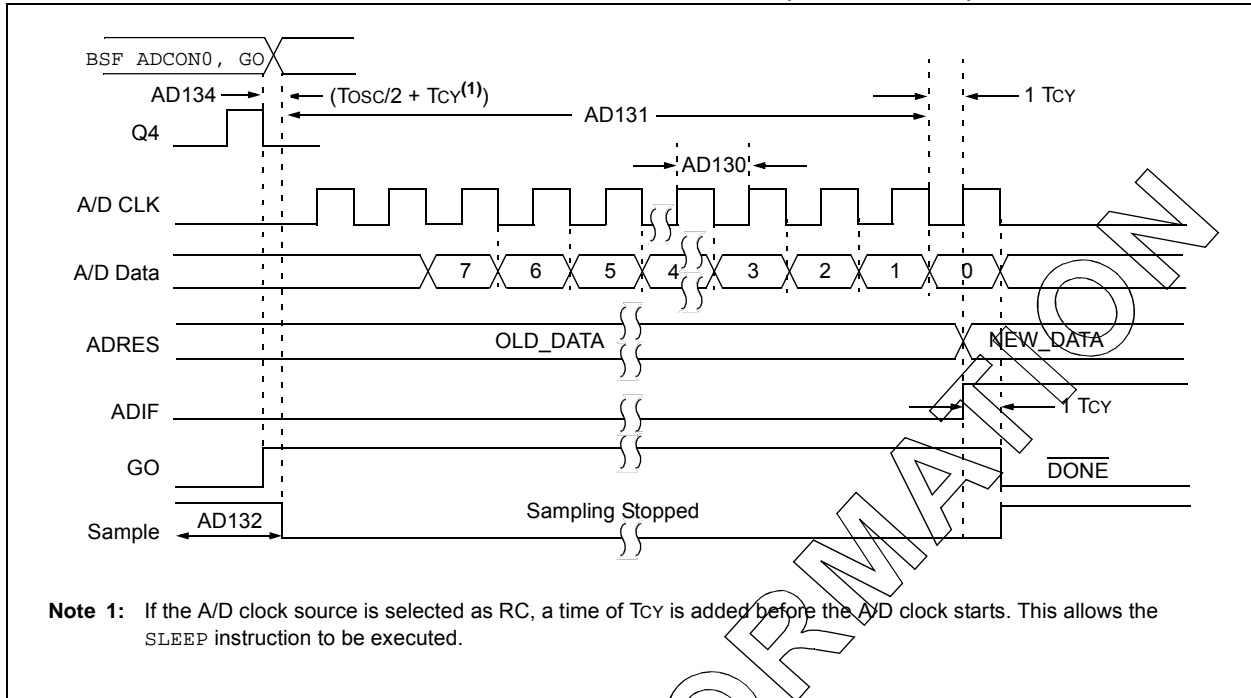 BSF ADCON0, GO
AD134
(TOSC/2 + TCY(1))
1 TCY
AD131
Q4
AD130
A/D CLK
A/D Data
7 6 5 4 3 2 1 0
ADRES
OLD_DATA
NEW_DATA
ADIF
1 TCY
GO
DONE
Sample
AD132
Sampling Stopped
Note 1: If the A/D clock source is selected as RC, a time of TCY is added before the A/D clock starts. This allows the
SLEEP instruction to be executed.